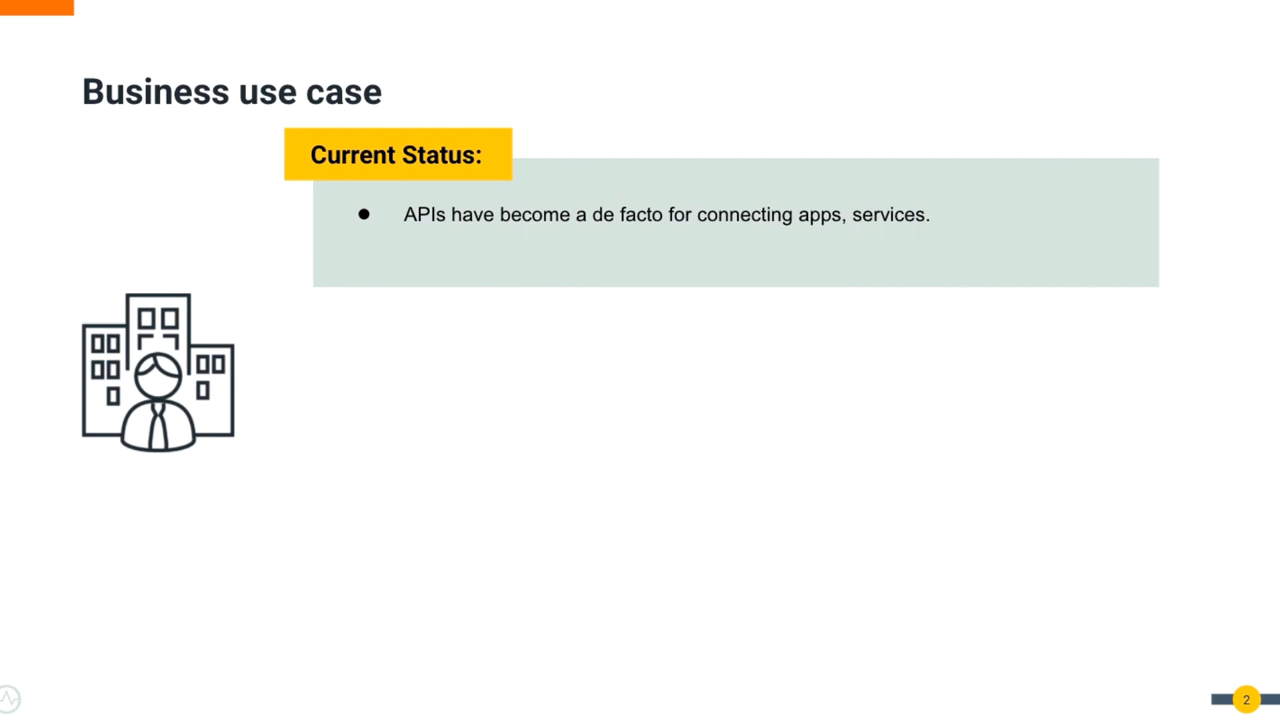 Business use case
Current Status:
● APIs have become a de facto for connecting apps, services.
2